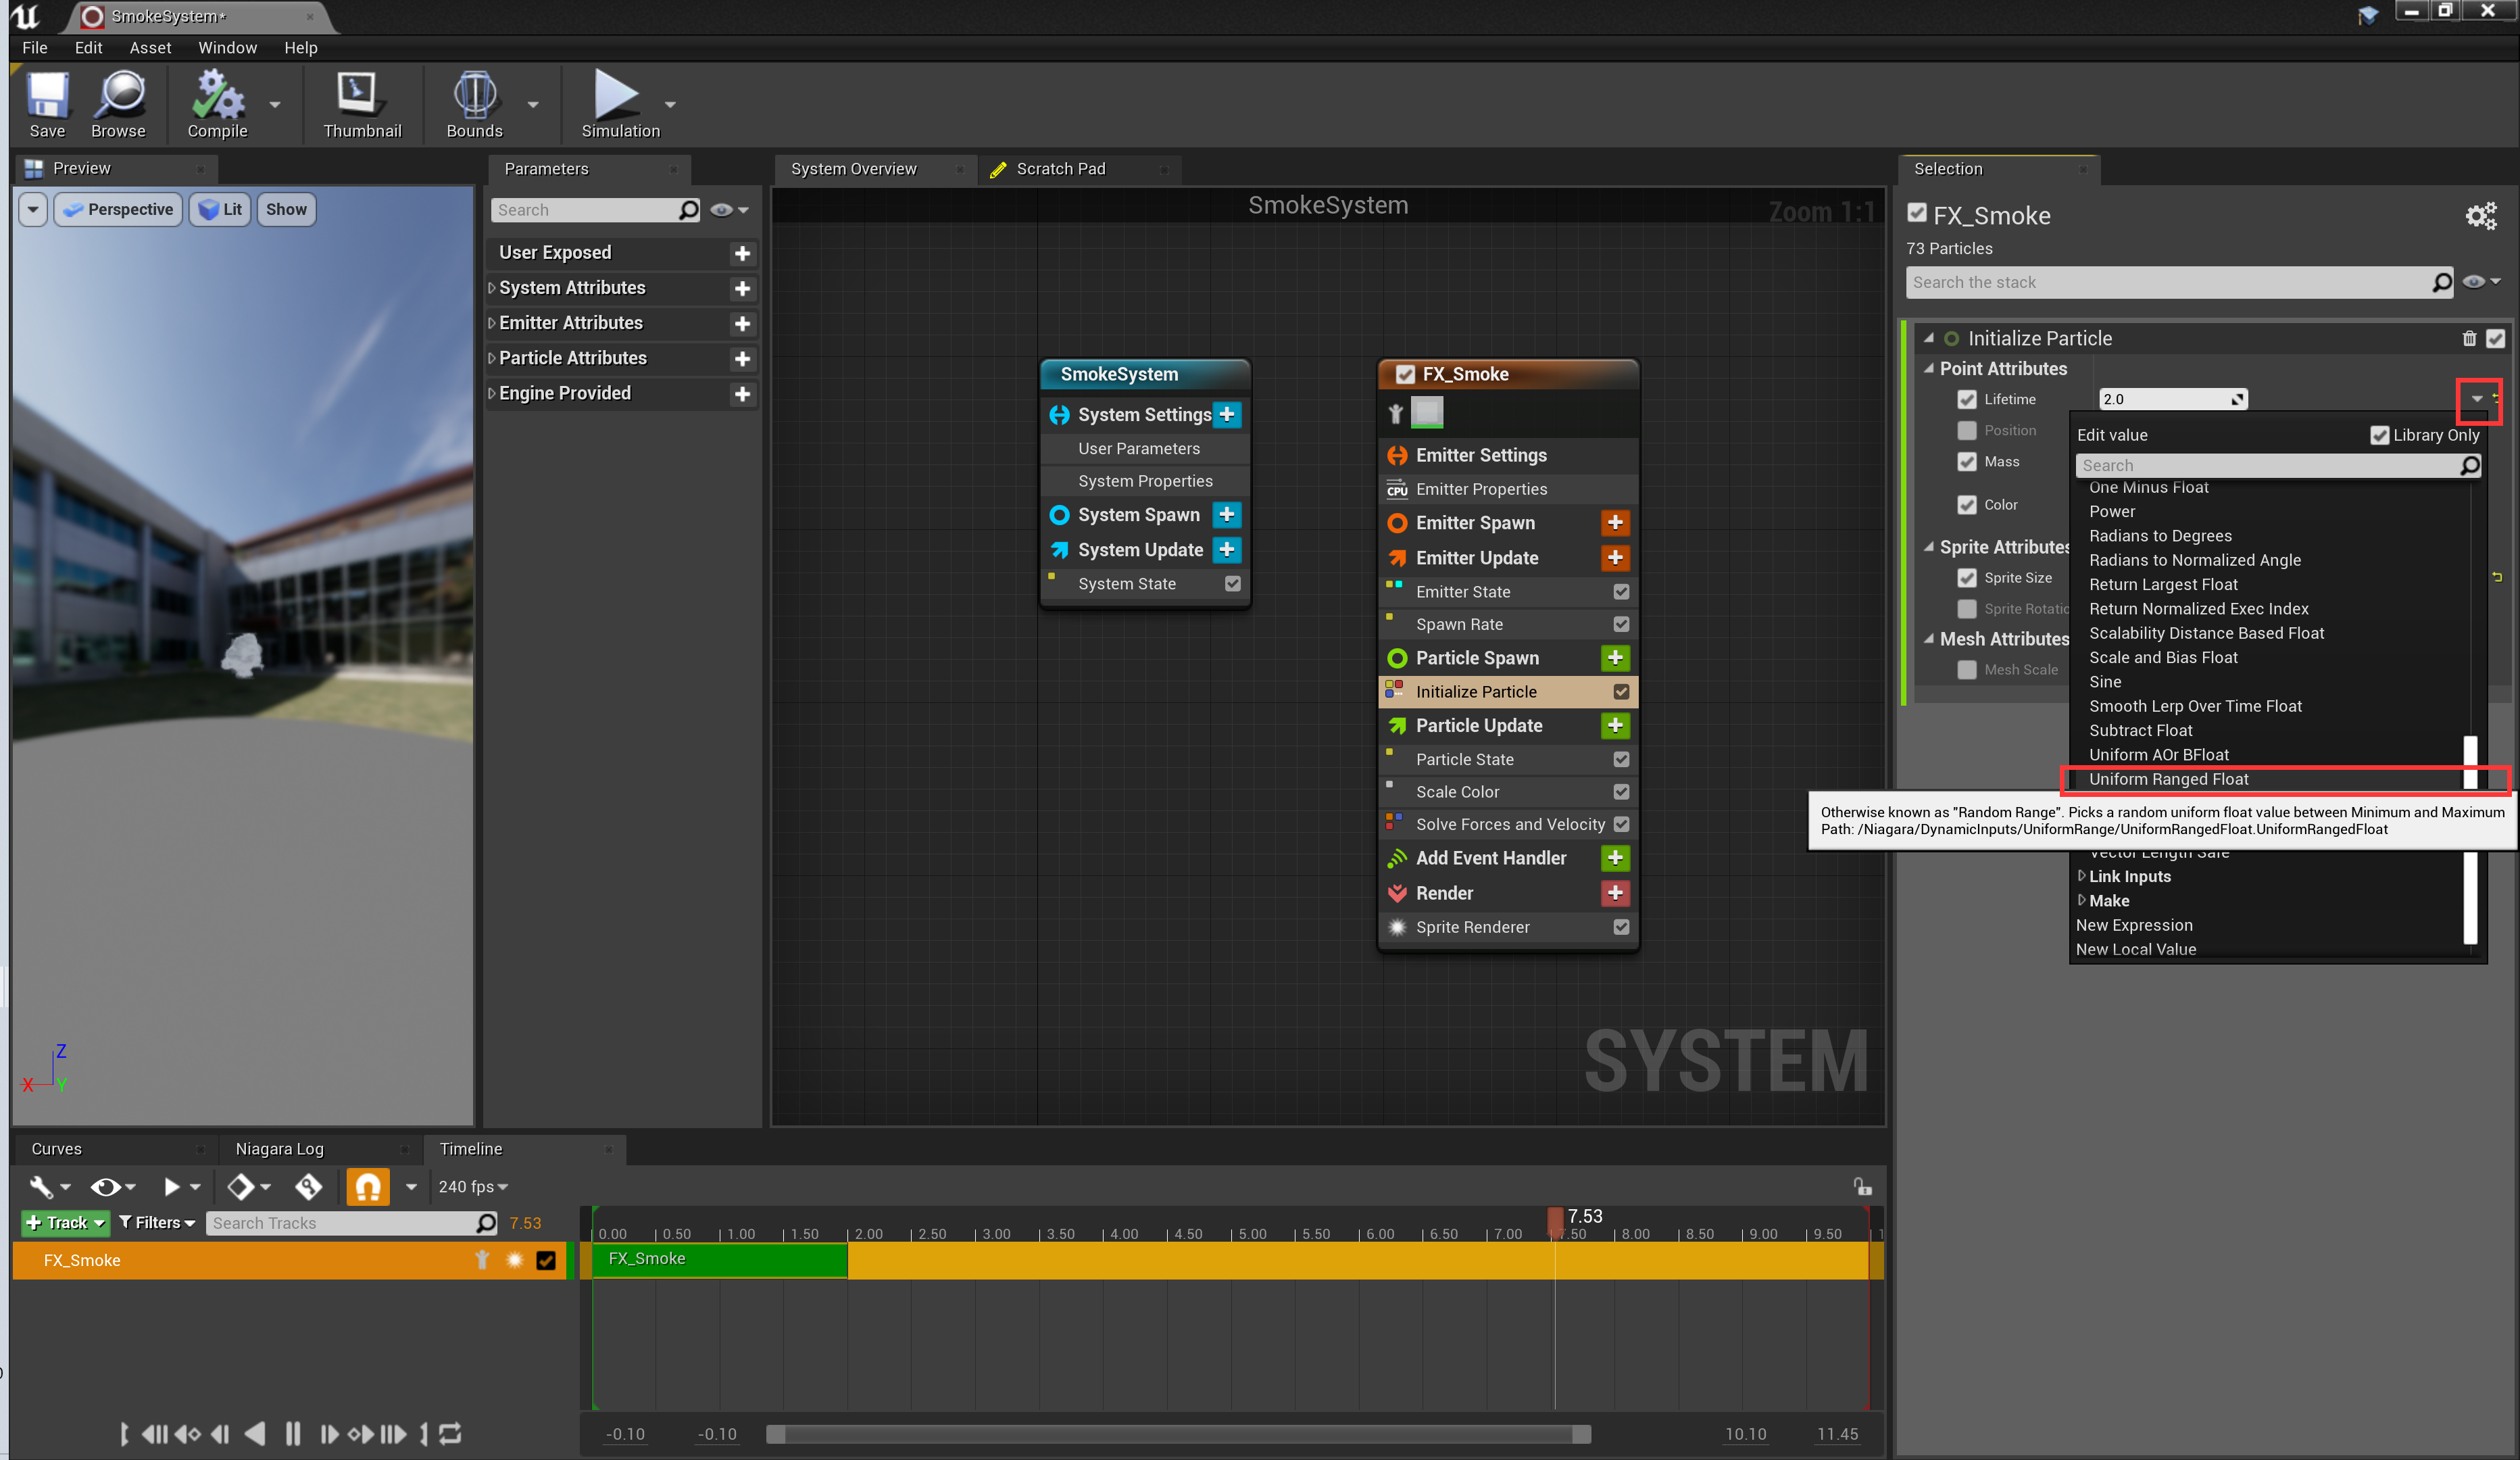 SmokeSystem*
File Edit Asset Window Help
Save Browse Compile Thumbnail Bounds Simulation
Preview
Perspective Lit Show
Z
X Y
Parameters
Search
User Exposed
System Attributes
Emitter Attributes
Particle Attributes
Engine Provided
System Overview Scratch Pad
SmokeSystem
Zoom 1:1
SmokeSystem
System Settings
User Parameters
System Properties
System Spawn
System Update
System State
FX_Smoke
Emitter Settings
CPU Emitter Properties
Emitter Spawn
Emitter Update
Emitter State
Spawn Rate
Particle Spawn
Initialize Particle
Particle Update
Particle State
Scale Color
Solve Forces and Velocity
Add Event Handler
Render
Sprite Renderer
SYSTEM
Selection
FX_Smoke
73 Particles
Search the stack
Initialize Particle
Point Attributes
Lifetime 2.0
Position
Mass
Color
Sprite Attributes
Sprite Size
Sprite Rotatio
Mesh Attributes
Mesh Scale
Edit value Library Only
Search
One Minus Float
Power
Radians to Degrees
Radians to Normalized Angle
Return Largest Float
Return Normalized Exec Index
Scalability Distance Based Float
Scale and Bias Float
Sine
Smooth Lerp Over Time Float
Subtract Float
Uniform AOr BFloat
Uniform Ranged Float
Otherwise known as "Random Range". Picks a random uniform float value between Minimum and Maximum
Path: /Niagara/DynamicInputs/UniformRange/UniformRangedFloat.UniformRangedFloat
Vector Length Safe
Link Inputs
Make
New Expression
New Local Value
Curves Niagara Log Timeline
240 fps
Track Filters Search Tracks 7.53
FX_Smoke
7.53
0.00 0.50 1.00 1.50 2.00 2.50 3.00 3.50 4.00 4.50 5.00 5.50 6.00 6.50 7.00 7.50 8.00 8.50 9.00 9.50 1
FX_Smoke
-0.10 -0.10 10.10 11.45